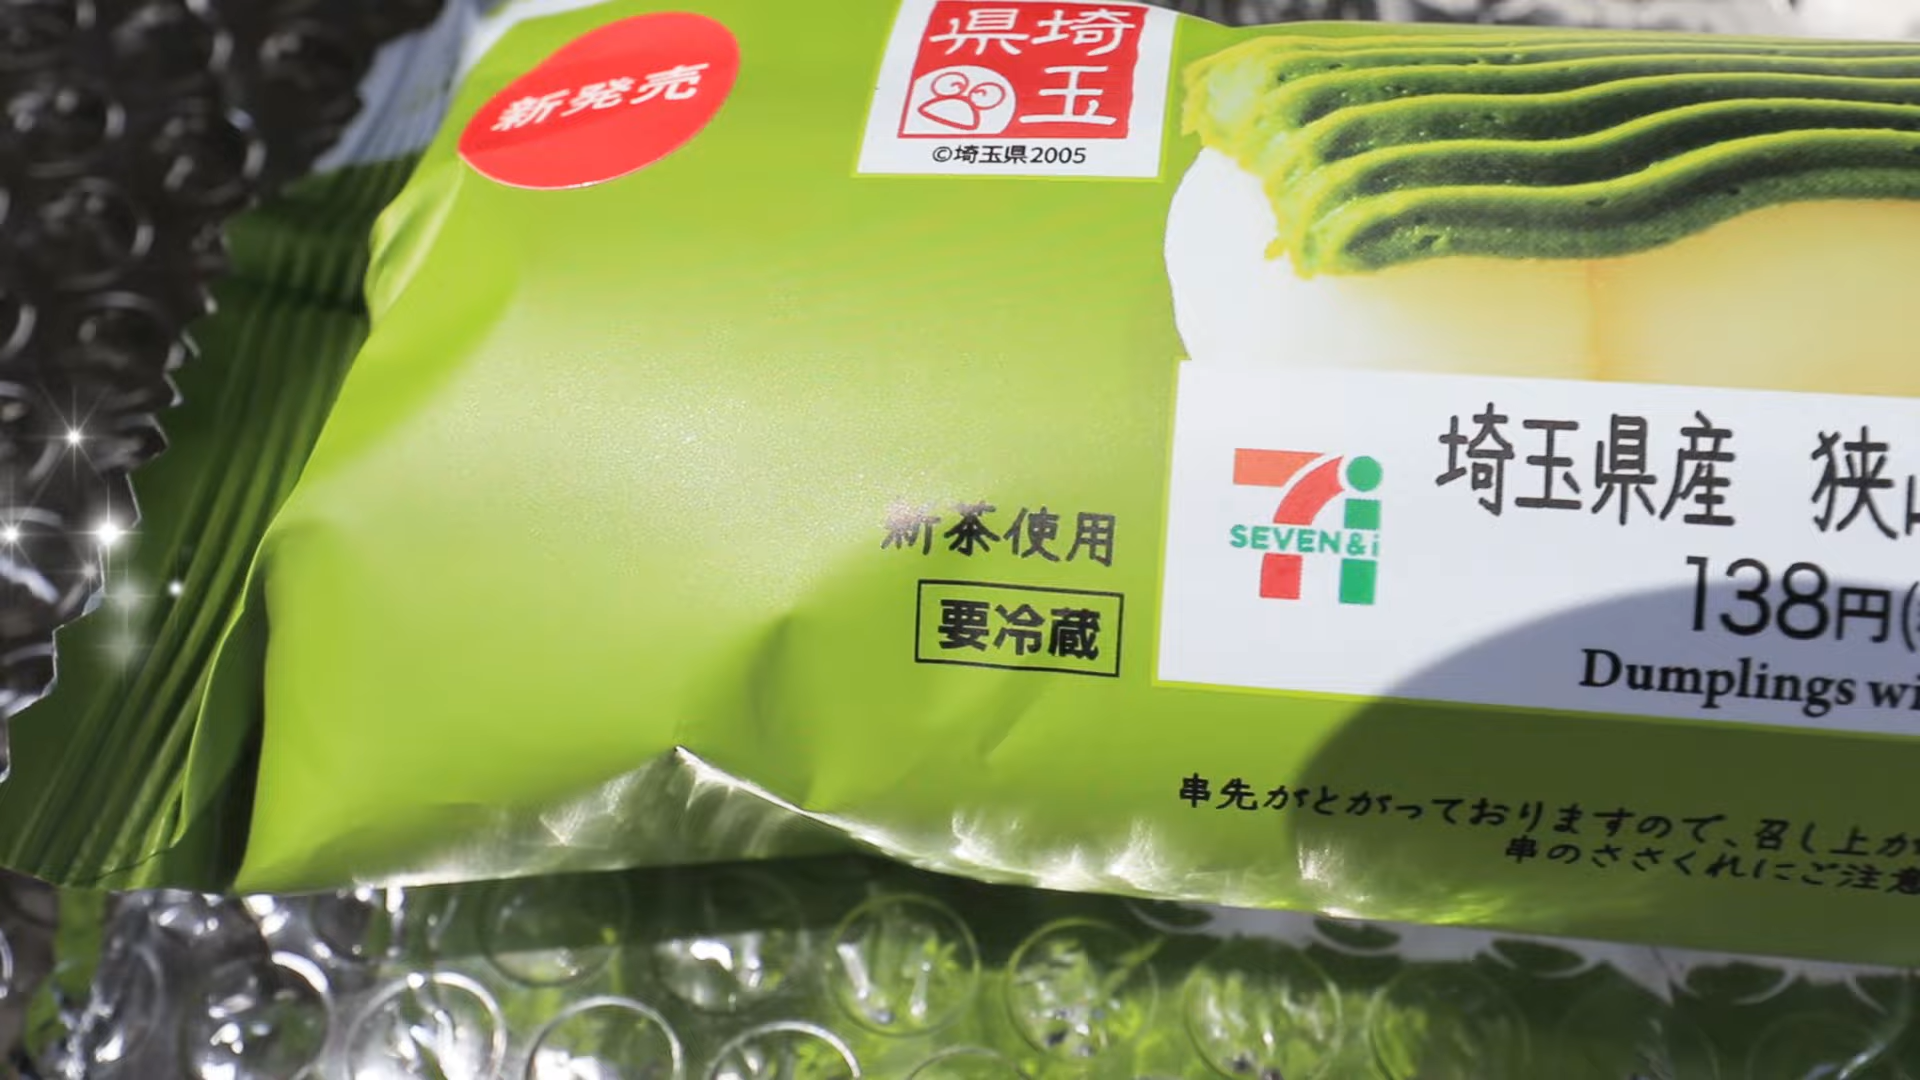 新発売
埼玉県
©埼玉県2005
埼玉県産 狭
SEVEN&i
138円(
Dumplings wi
新茶使用
要冷蔵
串先がとがっておりますので、召し上が
串のささくれにご注意